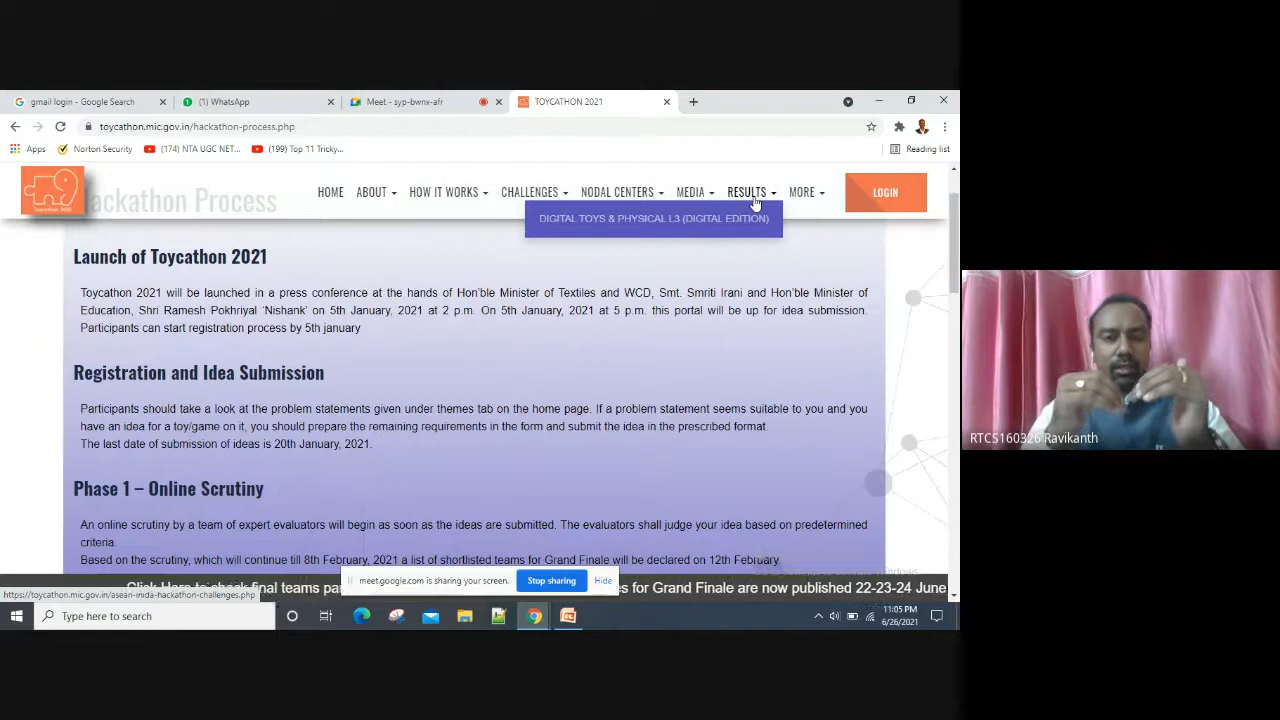 gmail login - Google Search
(1) WhatsApp
Meet - syp-bwnx-afr
TOYCATHON 2021
toycathon.mic.gov.in/hackathon-process.php
Apps
Norton Security
(174) NTA UGC NET...
(199) Top 11 Tricky...
Reading list
Hackathon Process
HOME
ABOUT
HOW IT WORKS
CHALLENGES
NODAL CENTERS
MEDIA
RESULTS
MORE
LOGIN
DIGITAL TOYS & PHYSICAL L3 (DIGITAL EDITION)
Launch of Toycathon 2021
Toycathon 2021 will be launched in a press conference at the hands of Hon'ble Minister of Textiles and WCD, Smt. Smriti Irani and Hon'ble Minister of
Education, Shri Ramesh Pokhriyal 'Nishank' on 5th January, 2021 at 2 p.m. On 5th January, 2021 at 5 p.m. this portal will be up for idea submission.
Participants can start registration process by 5th january
Registration and Idea Submission
Participants should take a look at the problem statements given under themes tab on the home page. If a problem statement seems suitable to you and you
have an idea for a toy/game on it, you should prepare the remaining requirements in the form and submit the idea in the prescribed format.
The last date of submission of ideas is 20th January, 2021.
Phase 1 – Online Scrutiny
An online scrutiny by a team of expert evaluators will begin as soon as the ideas are submitted. The evaluators shall judge your idea based on predetermined
criteria.
Based on the scrutiny, which will continue till 8th February, 2021 a list of shortlisted teams for Grand Finale will be declared on 12th February.
Click Here to check final teams pa
es for Grand Finale are now published 22-23-24 June
meet.google.com is sharing your screen.
Stop sharing
Hide
https://toycathon.mic.gov.in/asean-inida-hackathon-challenges.php
Type here to search
11:05 PM
6/26/2021
RTCS160326 Ravikanth